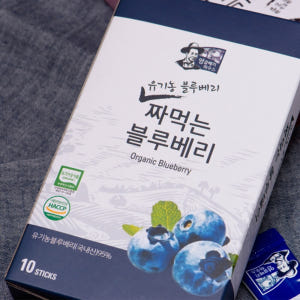 유기농 블루베리
짜먹는
블루베리
Organic Blueberry
HACCP
유기농블루베리(국내산)95%
10 STICKS